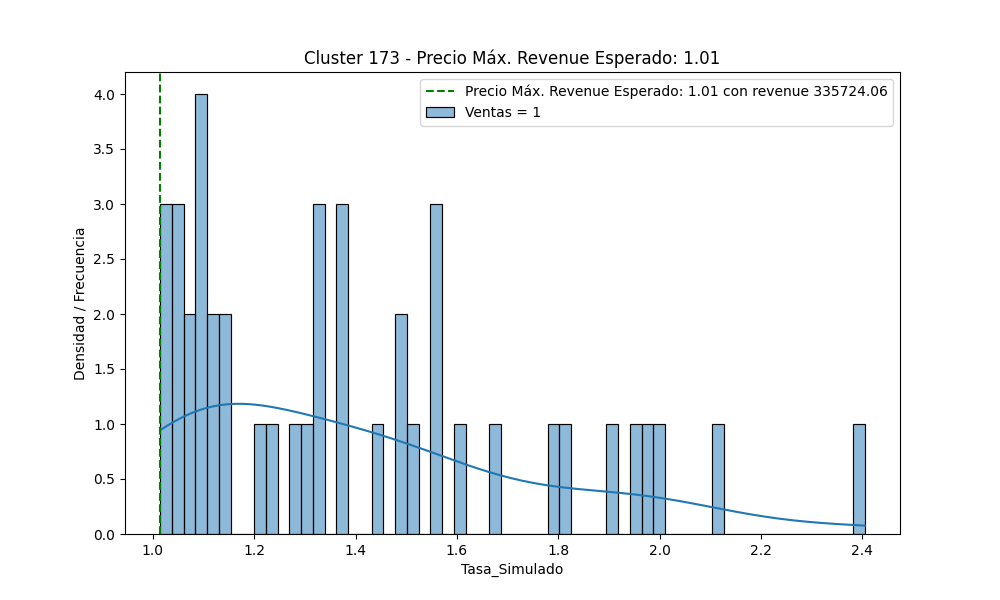 Cluster 173 - Precio Máx. Revenue Esperado: 1.01
Precio Máx. Revenue Esperado: 1.01 con revenue 335724.06
Ventas = 1
Densidad / Frecuencia
4.0
3.5
3.0
2.5
2.0
1.5
1.0
0.5
0.0
1.0 1.2 1.4 1.6 1.8 2.0 2.2 2.4
Tasa_Simulado